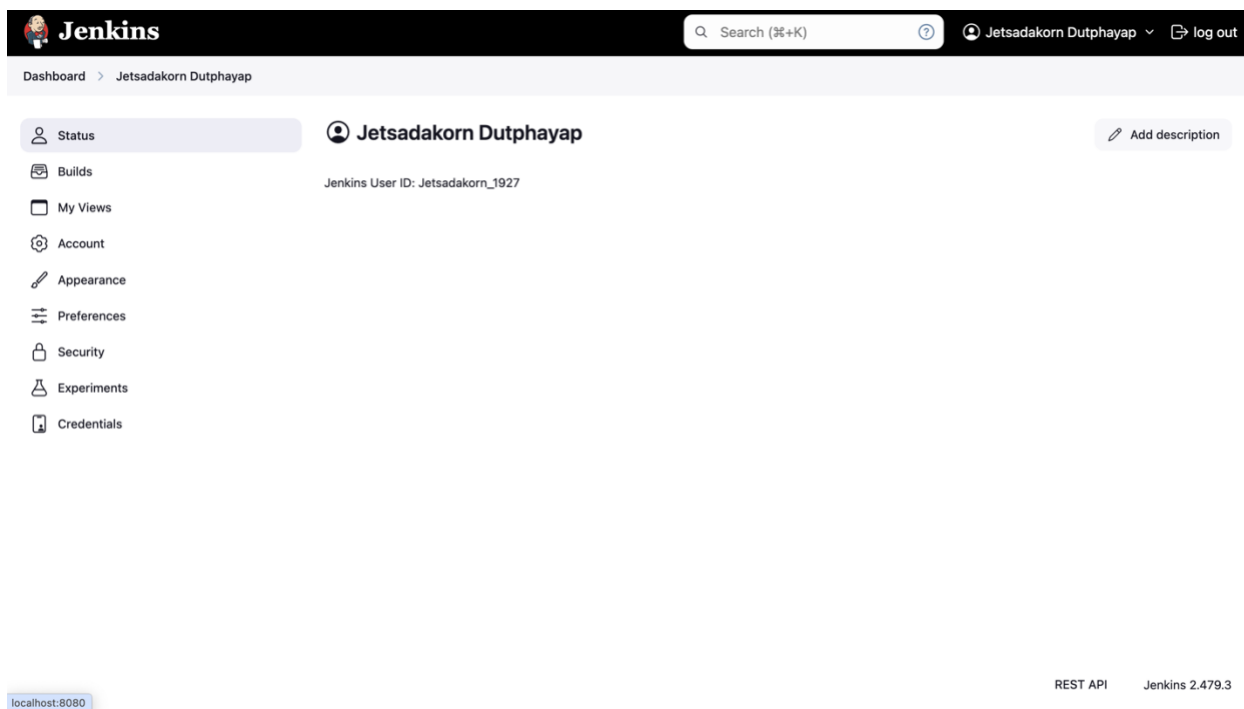 Jenkins
Search (⌘+K)
Jetsadakorn Dutphayap
log out
Dashboard > Jetsadakorn Dutphayap
Status
Builds
My Views
Account
Appearance
Preferences
Security
Experiments
Credentials
Jetsadakorn Dutphayap
Add description
Jenkins User ID: Jetsadakorn_1927
REST API
Jenkins 2.479.3
localhost:8080